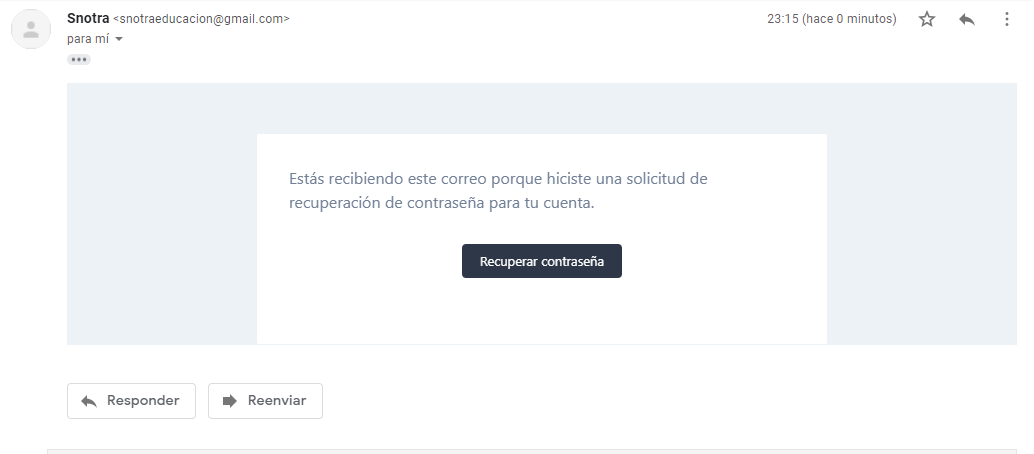 Snotra <snotraeducacion@gmail.com>
23:15 (hace 0 minutos)
para mí
Estás recibiendo este correo porque hiciste una solicitud de
recuperación de contraseña para tu cuenta.
Recuperar contraseña
Responder
Reenviar